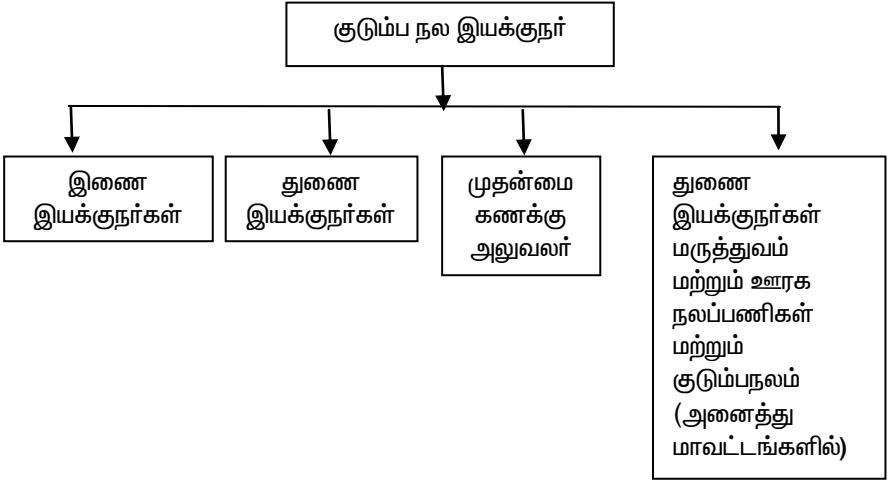 குடும்ப நல இயக்குநர்
இணை
இயக்குநர்கள்
துணை
இயக்குநர்கள்
முதன்மை
கணக்கு
அலுவலர்
துணை
இயக்குநர்கள்
மருத்துவம்
மற்றும் ஊரக
நலப்பணிகள்
மற்றும்
குடும்பநலம்
(அனைத்து
மாவட்டங்களில்)